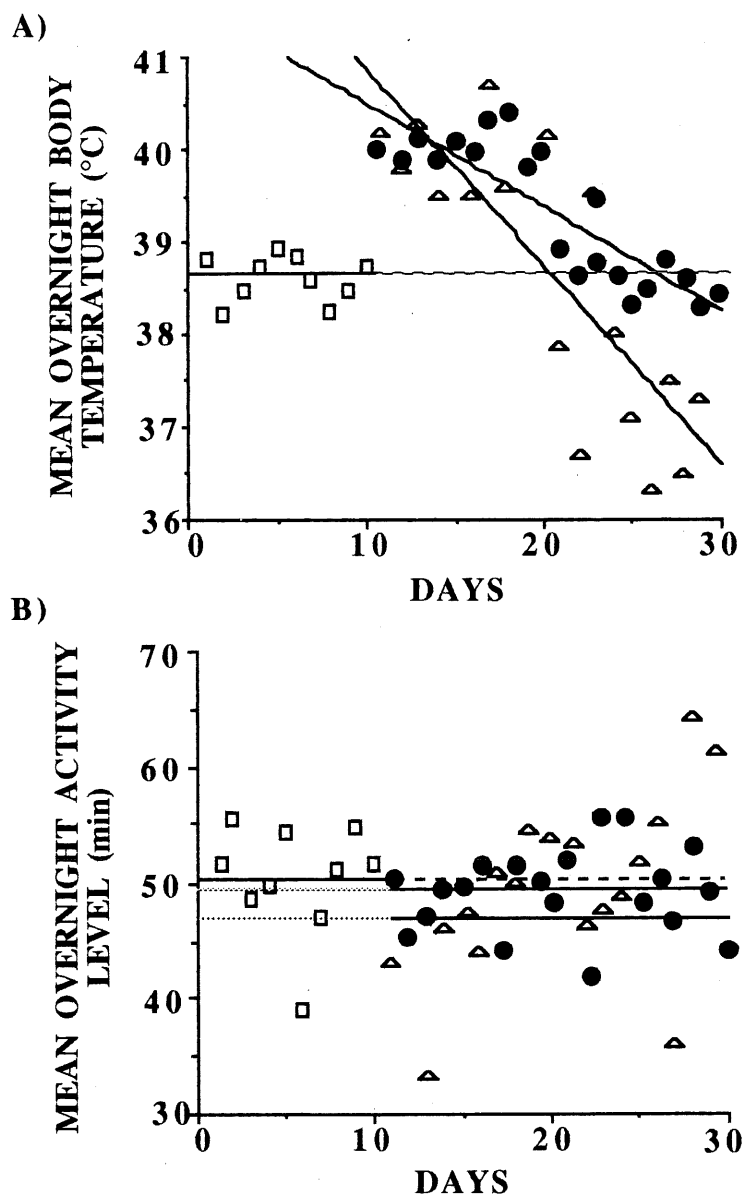 A)
MEAN OVERNIGHT BODY
TEMPERATURE (°C)
41
40
39
38
37
36
0
10
20
30
DAYS
B)
MEAN OVERNIGHT ACTIVITY
LEVEL (min)
70
60
50
40
30
0
10
20
30
DAYS